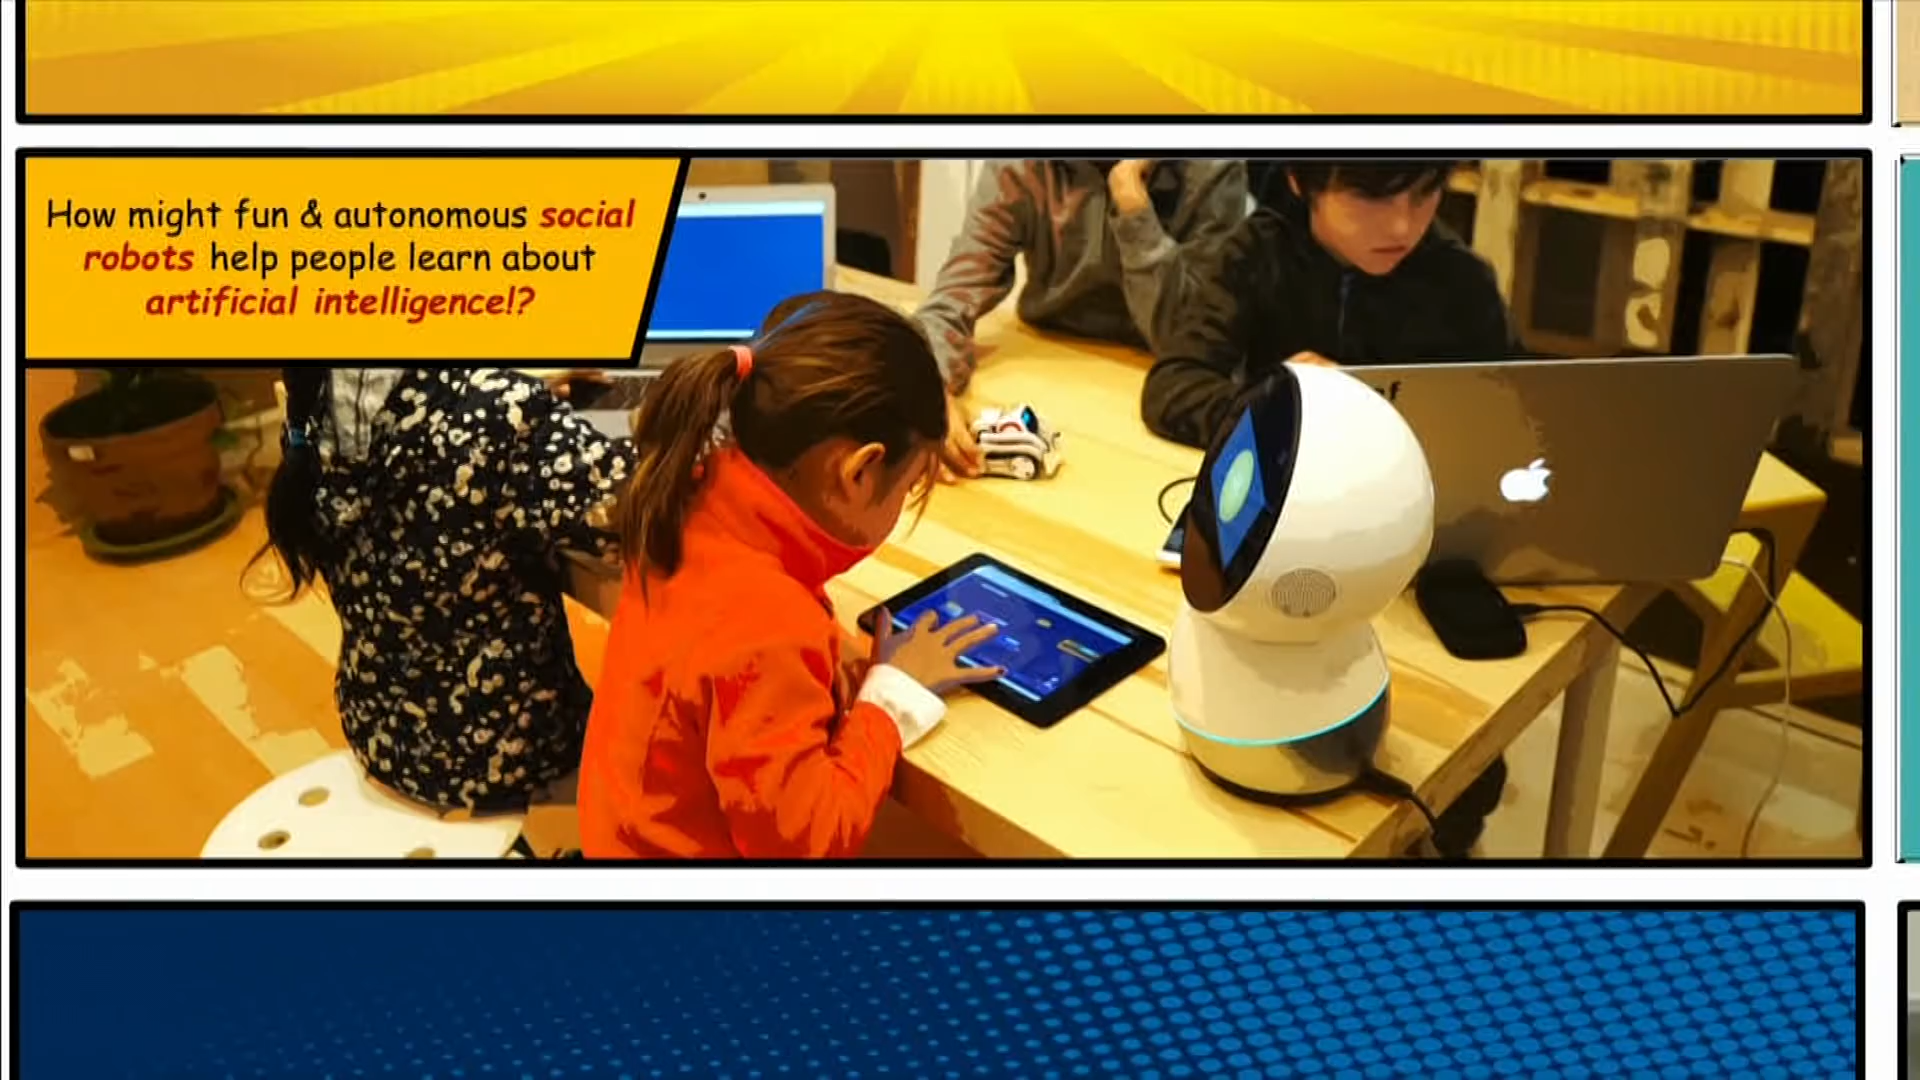 How might fun & autonomous social
robots help people learn about
artificial intelligence!?